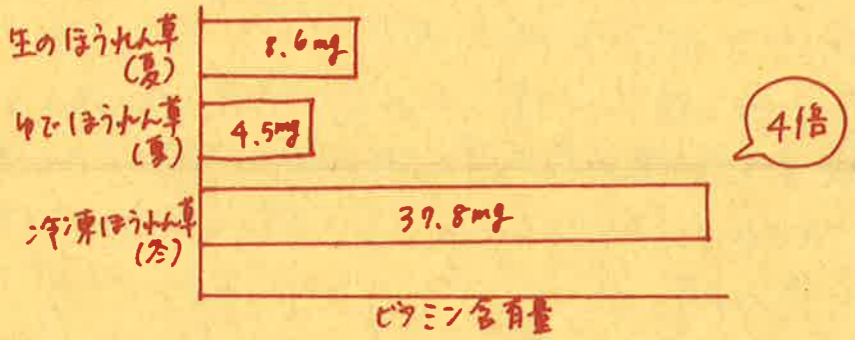 生のほうれん草
(夏)
8.6mg
ゆでほうれん草
(夏)
4.5mg
4倍
冷凍ほうれん草
(冬)
37.8mg
ビタミン含有量